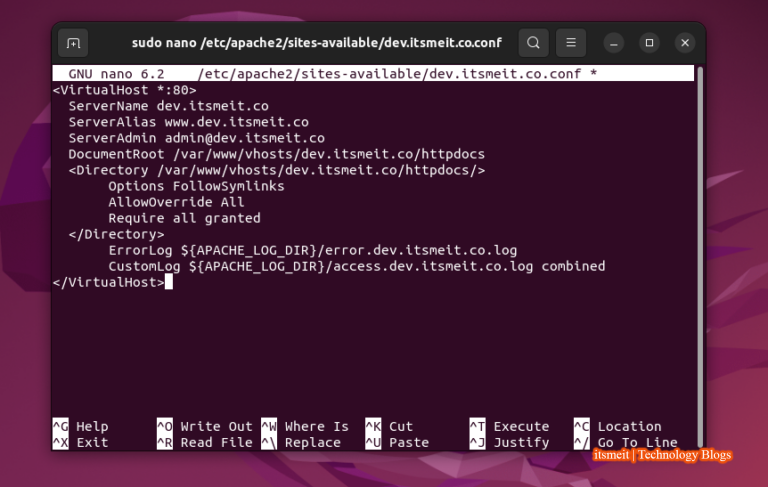 sudo nano /etc/apache2/sites-available/dev.itsmeit.co.conf
GNU nano 6.2 /etc/apache2/sites-available/dev.itsmeit.co.conf *
<VirtualHost *:80>
ServerName dev.itsmeit.co
ServerAlias www.dev.itsmeit.co
ServerAdmin admin@dev.itsmeit.co
DocumentRoot /var/www/vhosts/dev.itsmeit.co/httpdocs
<Directory /var/www/vhosts/dev.itsmeit.co/httpdocs/>
Options FollowSymlinks
AllowOverride All
Require all granted
</Directory>
ErrorLog ${APACHE_LOG_DIR}/error.dev.itsmeit.co.log
CustomLog ${APACHE_LOG_DIR}/access.dev.itsmeit.co.log combined
</VirtualHost>
^G Help ^O Write Out ^W Where Is ^K Cut ^T Execute ^C Location
^X Exit ^R Read File ^\ Replace ^U Paste ^J Justify ^/ Go To Line
itsmeit | Technology Blogs